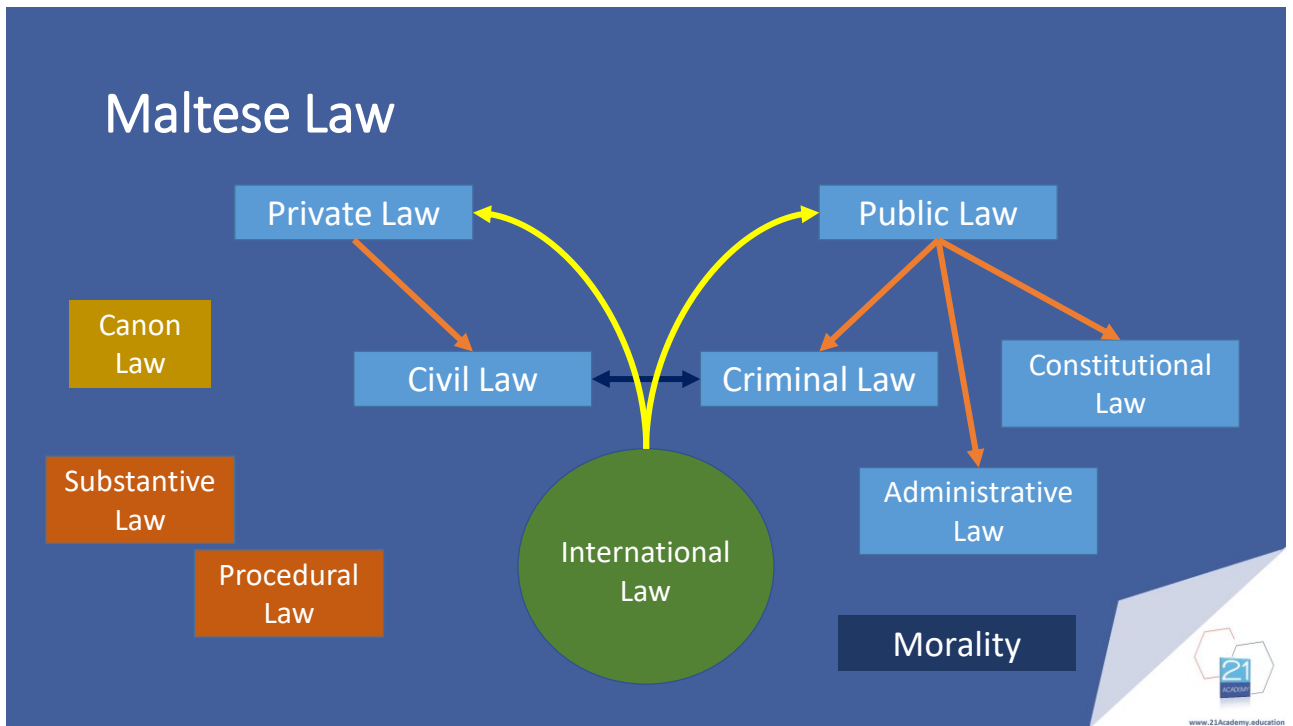 Maltese Law
Private Law
Public Law
Canon
Law
Civil Law
Criminal Law
Constitutional
Law
Substantive
Law
Administrative
Law
International
Law
Procedural
Law
Morality
21
ACADEMY
www.21Academy.education